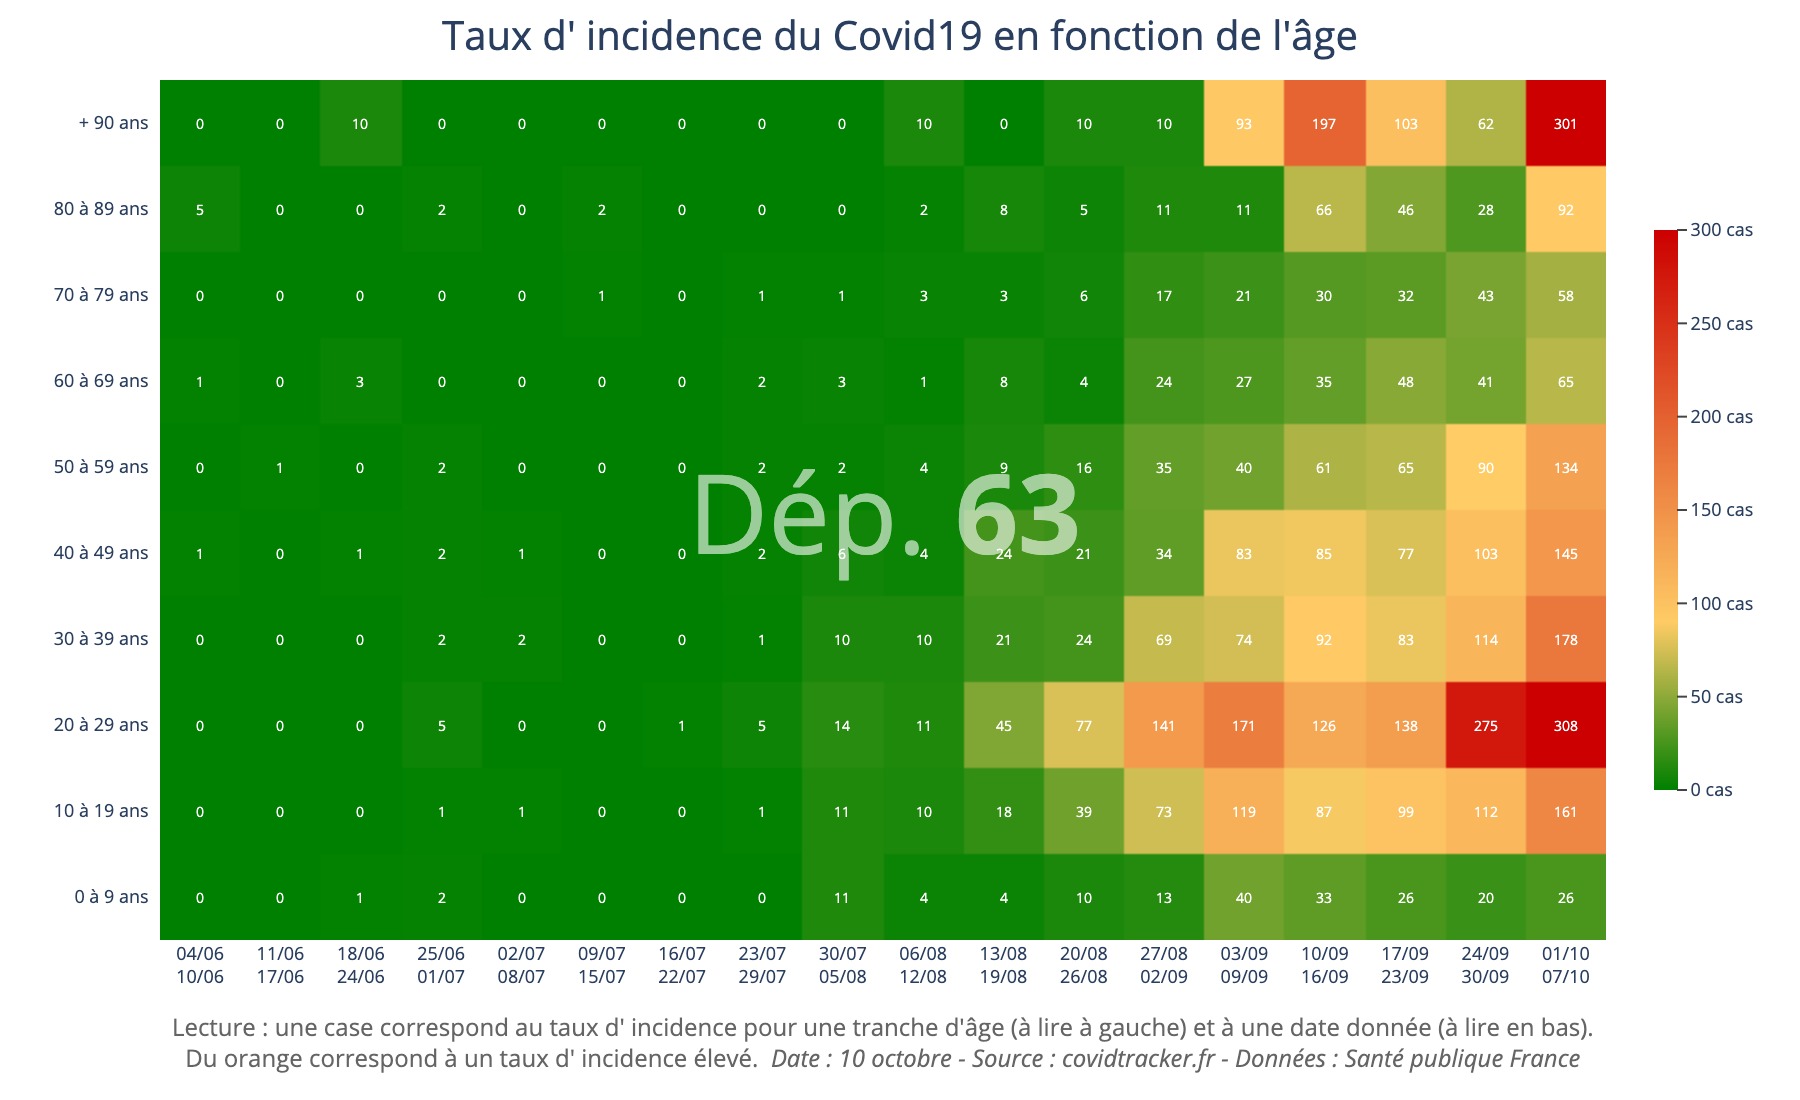 Taux d' incidence du Covid19 en fonction de l'âge
+ 90 ans 0 0 10 0 0 0 0 0 0 10 0 10 10 93 197 103 62 301
80 à 89 ans 5 0 0 2 0 2 0 0 0 2 8 5 11 11 66 46 28 92
70 à 79 ans 0 0 0 0 0 1 0 1 1 3 3 6 17 21 30 32 43 58
60 à 69 ans 1 0 3 0 0 0 0 2 3 1 8 4 24 27 35 48 41 65
50 à 59 ans 0 1 0 2 0 0 0 2 2 4 9 16 35 40 61 65 90 134
Dép. 63
40 à 49 ans 1 0 1 2 1 0 0 2 6 4 24 21 34 83 85 77 103 145
30 à 39 ans 0 0 0 2 2 0 0 1 10 10 21 24 69 74 92 83 114 178
20 à 29 ans 0 0 0 5 0 0 1 5 14 11 45 77 141 171 126 138 275 308
10 à 19 ans 0 0 0 1 1 0 0 1 11 10 18 39 73 119 87 99 112 161
0 à 9 ans 0 0 1 2 0 0 0 0 11 4 4 10 13 40 33 26 20 26
04/06 11/06 18/06 25/06 02/07 09/07 16/07 23/07 30/07 06/08 13/08 20/08 27/08 03/09 10/09 17/09 24/09 01/10
10/06 17/06 24/06 01/07 08/07 15/07 22/07 29/07 05/08 12/08 19/08 26/08 02/09 09/09 16/09 23/09 30/09 07/10
300 cas
250 cas
200 cas
150 cas
100 cas
50 cas
0 cas
Lecture : une case correspond au taux d' incidence pour une tranche d'âge (à lire à gauche) et à une date donnée (à lire en bas).
Du orange correspond à un taux d' incidence élevé. Date : 10 octobre - Source : covidtracker.fr - Données : Santé publique France